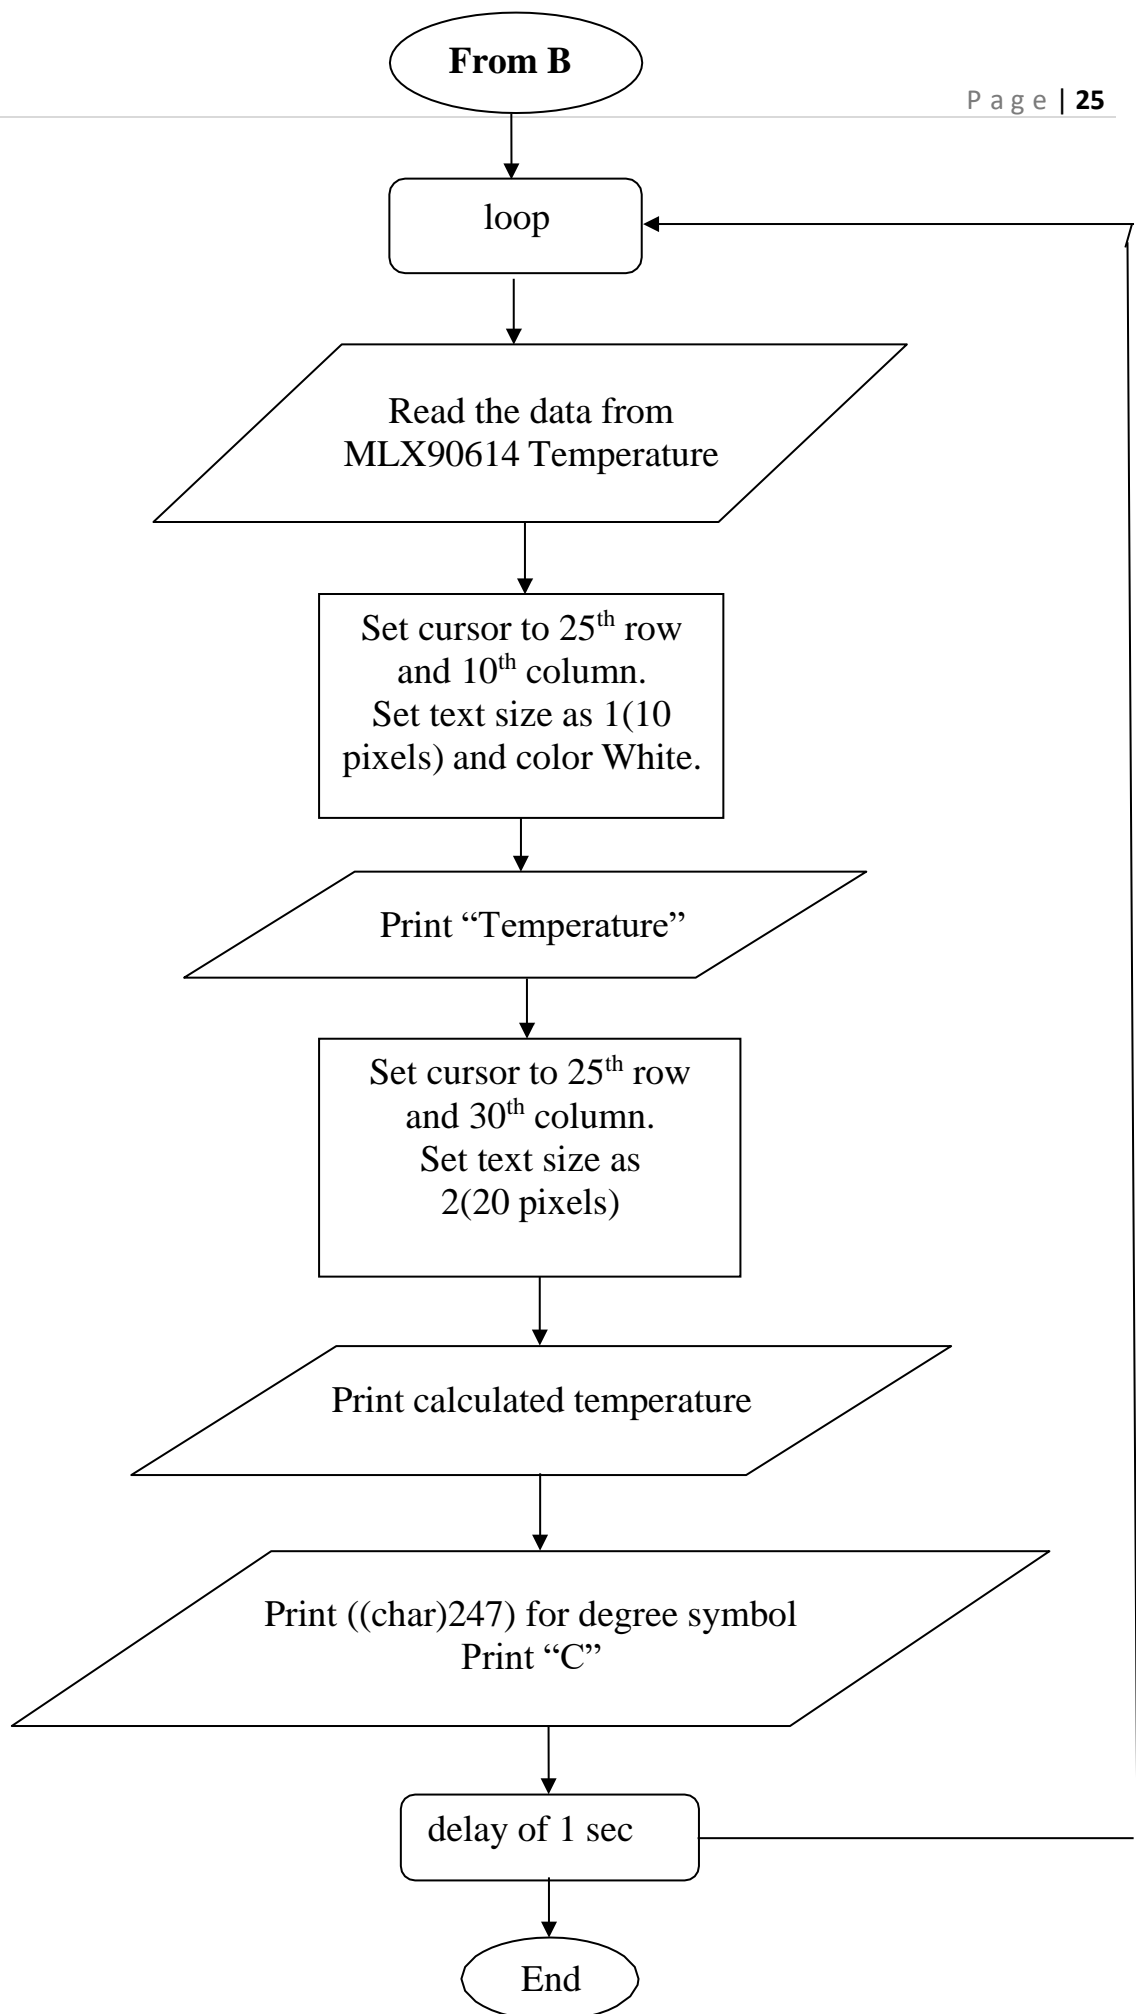 From B
Page | 25
loop
Read the data from
MLX90614 Temperature
Set cursor to 25th row
and 10th column.
Set text size as 1(10
pixels) and color White.
Print “Temperature”
Set cursor to 25th row
and 30th column.
Set text size as
2(20 pixels)
Print calculated temperature
Print ((char)247) for degree symbol
Print “C”
delay of 1 sec
End